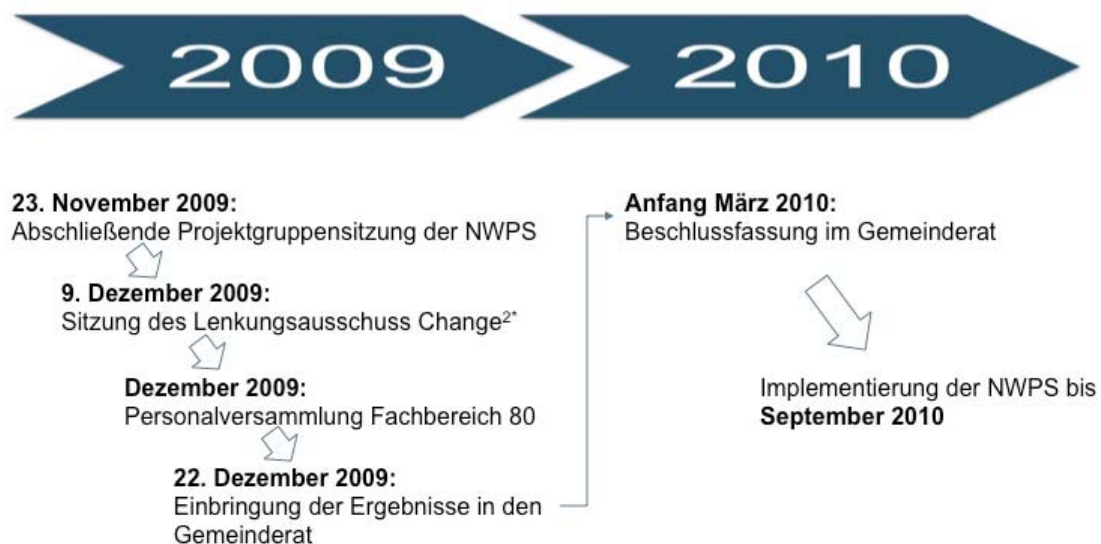 2009
2010
23. November 2009:
Abschließende Projektgruppensitzung der NWPS
9. Dezember 2009:
Sitzung des Lenkungsausschuss Change²*
Dezember 2009:
Personalversammlung Fachbereich 80
22. Dezember 2009:
Einbringung der Ergebnisse in den
Gemeinderat
Anfang März 2010:
Beschlussfassung im Gemeinderat
Implementierung der NWPS bis
September 2010